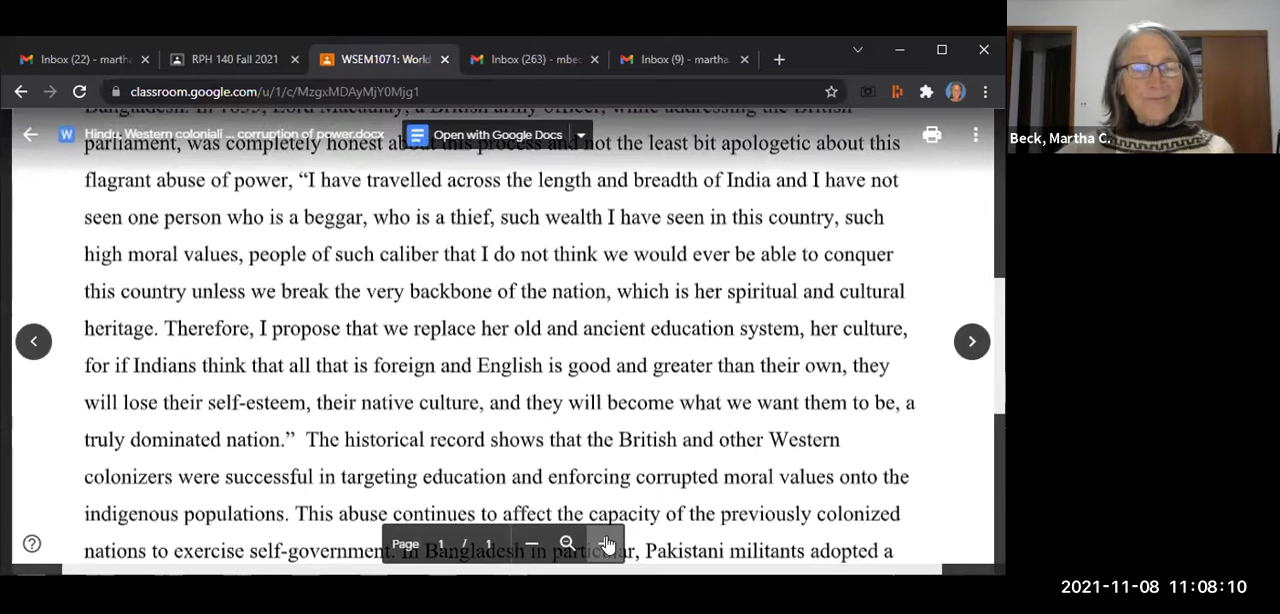 Inbox (22) - martha
RPH 140 Fall 2021
WSEM1071: World
Inbox (263) - mbec
Inbox (9) - martha.
classroom.google.com/u/1/c/MzgxMDAyMjY0Mjg1
Beck, Martha C.
Hindu, Western coloniali ... corruption of power.docx
Open with Google Docs
parliament, was completely honest about this process and not the least bit apologetic about this
flagrant abuse of power, “I have travelled across the length and breadth of India and I have not
seen one person who is a beggar, who is a thief, such wealth I have seen in this country, such
high moral values, people of such caliber that I do not think we would ever be able to conquer
this country unless we break the very backbone of the nation, which is her spiritual and cultural
heritage. Therefore, I propose that we replace her old and ancient education system, her culture,
for if Indians think that all that is foreign and English is good and greater than their own, they
will lose their self-esteem, their native culture, and they will become what we want them to be, a
truly dominated nation.”  The historical record shows that the British and other Western
colonizers were successful in targeting education and enforcing corrupted moral values onto the
indigenous populations. This abuse continues to affect the capacity of the previously colonized
nations to exercise self-government. In Bangladesh in particular, Pakistani militants adopted a
Page 1 / 1
2021-11-08 11:08:10